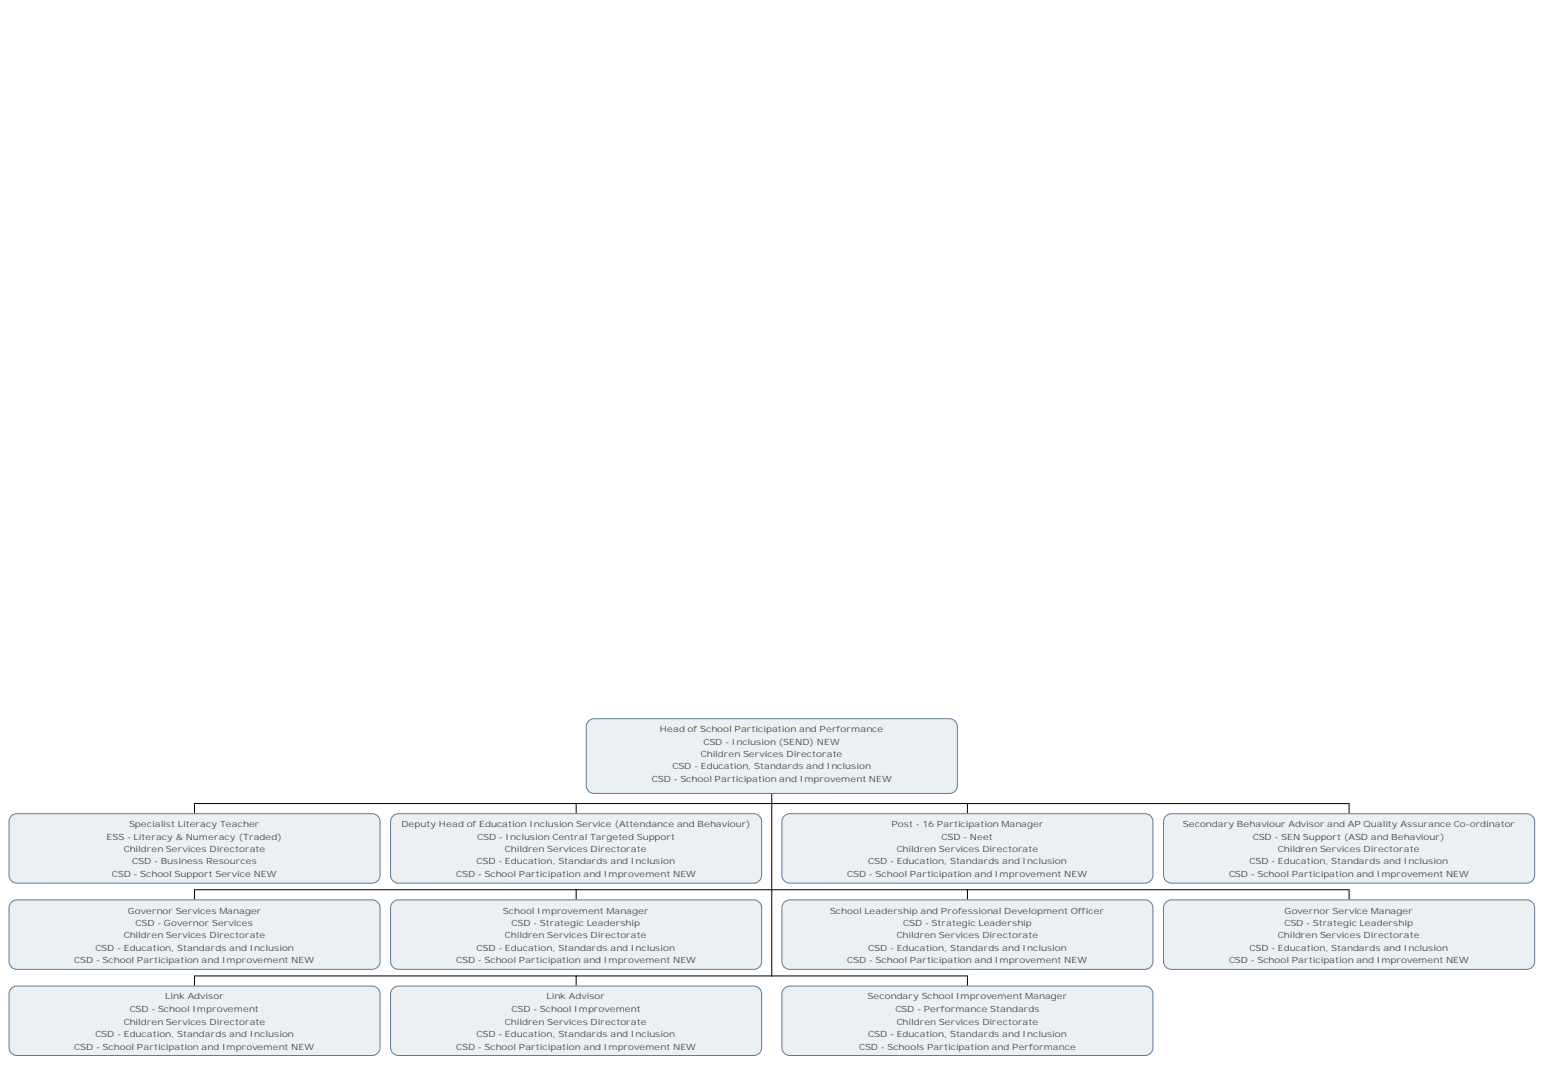 Head of School Participation and Performance
CSD - Inclusion (SEND) NEW
Children Services Directorate
CSD - Education, Standards and Inclusion
CSD - School Participation and Improvement NEW
Specialist Literacy Teacher
ESS - Literacy & Numeracy (Traded)
Children Services Directorate
CSD - Business Resources
CSD - School Support Service NEW
Deputy Head of Education Inclusion Service (Attendance and Behaviour)
CSD - Inclusion Central Targeted Support
Children Services Directorate
CSD - Education, Standards and Inclusion
CSD - School Participation and Improvement NEW
Post - 16 Participation Manager
CSD - Neet
Children Services Directorate
CSD - Education, Standards and Inclusion
CSD - School Participation and Improvement NEW
Secondary Behaviour Advisor and AP Quality Assurance Co-ordinator
CSD - SEN Support (ASD and Behaviour)
Children Services Directorate
CSD - Education, Standards and Inclusion
CSD - School Participation and Improvement NEW
Governor Services Manager
CSD - Governor Services
Children Services Directorate
CSD - Education, Standards and Inclusion
CSD - School Participation and Improvement NEW
School Improvement Manager
CSD - Strategic Leadership
Children Services Directorate
CSD - Education, Standards and Inclusion
CSD - School Participation and Improvement NEW
School Leadership and Professional Development Officer
CSD - Strategic Leadership
Children Services Directorate
CSD - Education, Standards and Inclusion
CSD - School Participation and Improvement NEW
Governor Service Manager
CSD - Strategic Leadership
Children Services Directorate
CSD - Education, Standards and Inclusion
CSD - School Participation and Improvement NEW
Link Advisor
CSD - School Improvement
Children Services Directorate
CSD - Education, Standards and Inclusion
CSD - School Participation and Improvement NEW
Link Advisor
CSD - School Improvement
Children Services Directorate
CSD - Education, Standards and Inclusion
CSD - School Participation and Improvement NEW
Secondary School Improvement Manager
CSD - Performance Standards
Children Services Directorate
CSD - Education, Standards and Inclusion
CSD - Schools Participation and Performance